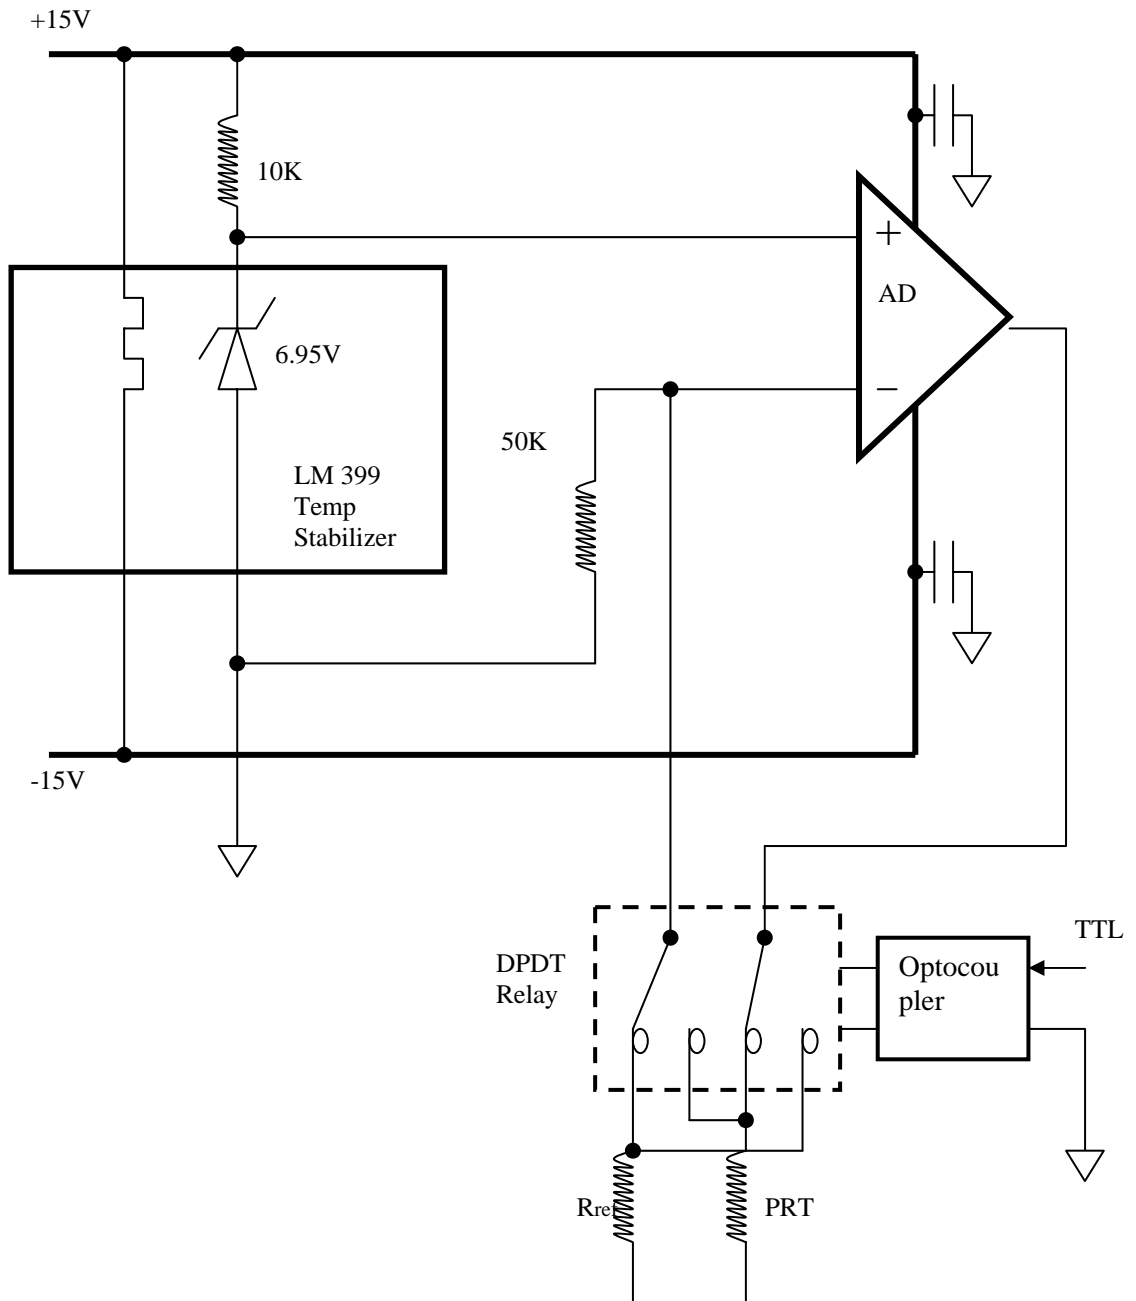 +15V
10K
+
AD
6.95V
−
50K
LM 399
Temp
Stabilizer
-15V
TTL
DPDT
Relay
Optocou
pler
Rref
PRT